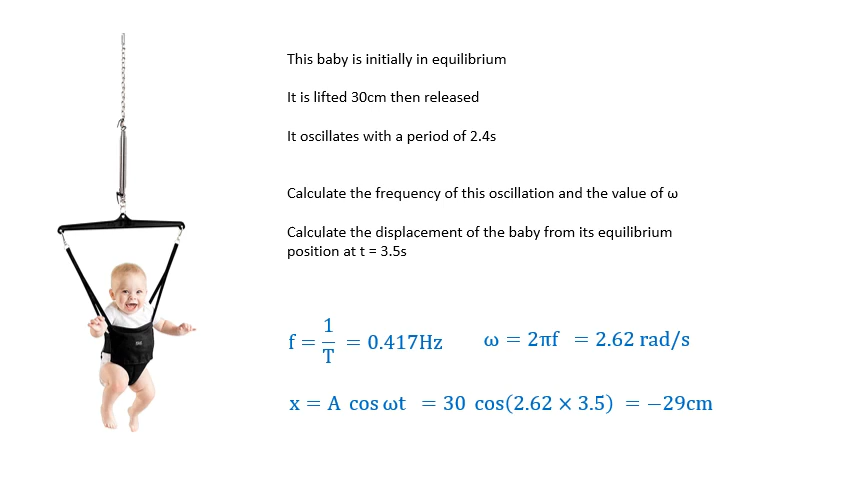 This baby is initially in equilibrium
It is lifted 30cm then released
It oscillates with a period of 2.4s
Calculate the frequency of this oscillation and the value of ω
Calculate the displacement of the baby from its equilibrium
position at t = 3.5s
f = 1/T = 0.417Hz ω = 2πf = 2.62 rad/s
x = A cos ωt = 30 cos(2.62 × 3.5) = −29cm